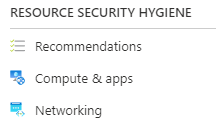 RESOURCE SECURITY HYGIENE
Recommendations
Compute & apps
Networking